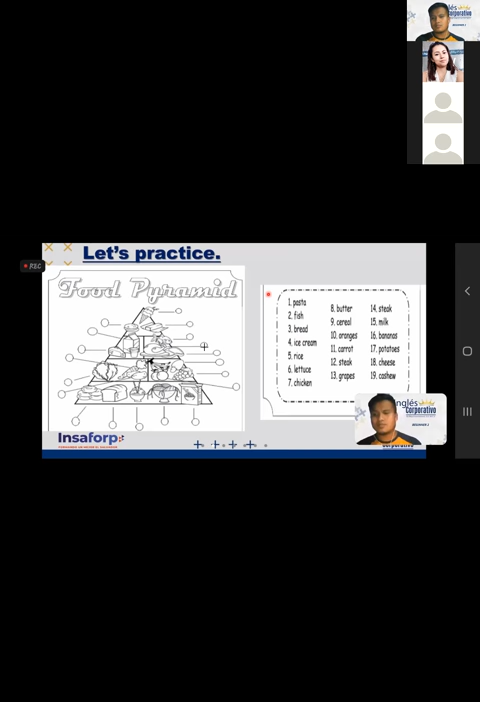 Let's practice.
REC
Food Pyramid
1. pasta
2. fish
3. bread
4. ice cream
5. rice
6. lettuce
7. chicken
8. butter
9. cereal
10. oranges
11. carrot
12. steak
13. grapes
14. steak
15. milk
16. bananas
17. potatoes
18. cheese
19. cashew
Inglés
Corporativo
BEGINNER 2
Insaforp